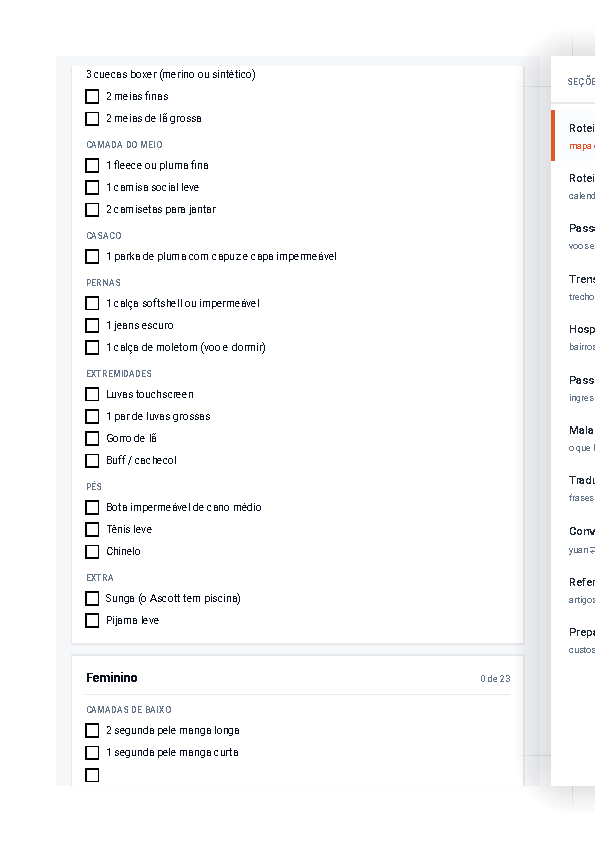 3 cuecas boxer (merino ou sintético)
2 meias finas
2 meias de lã grossa
CAMADA DO MEIO
1 fleece ou pluma fina
1 camisa social leve
2 camisetas para jantar
CASACO
1 parka de pluma com capuz e capa impermeável
PERNAS
1 calça softshell ou impermeável
1 jeans escuro
1 calça de moletom (voo e dormir)
EXTREMIDADES
Luvas touchscreen
1 par de luvas grossas
Gorro de lã
Buff / cachecol
PÉS
Bota impermeável de cano médio
Tênis leve
Chinelo
EXTRA
Sunga (o Ascott tem piscina)
Pijama leve
Feminino
0 de 23
CAMADAS DE BAIXO
2 segunda pele manga longa
1 segunda pele manga curta
SEÇÕE
Rotei
mapa
Rotei
calend
Pass
voo se
Trens
trecho
Hosp
bairros
Pass
ingres
Mala
o que
Tradu
frases
Conv
yuan
Refer
artigos
Prepa
custos